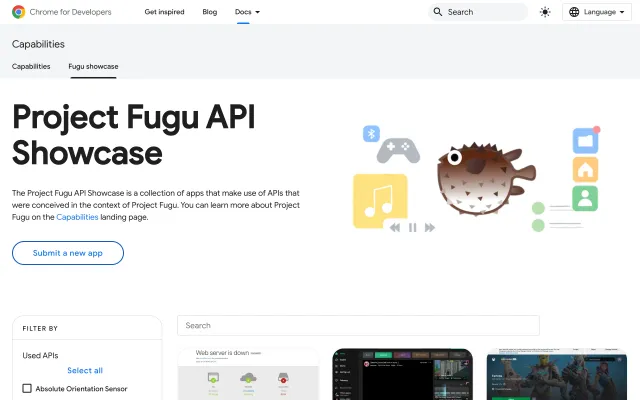 Chrome for Developers
Get inspired
Blog
Docs
Search
Language
Capabilities
Capabilities
Fugu showcase
Project Fugu API
Showcase
The Project Fugu API Showcase is a collection of apps that make use of APIs that
were conceived in the context of Project Fugu. You can learn more about Project
Fugu on the Capabilities landing page.
Submit a new app
FILTER BY
Used APIs
Select all
Absolute Orientation Sensor
Search
Web server is down